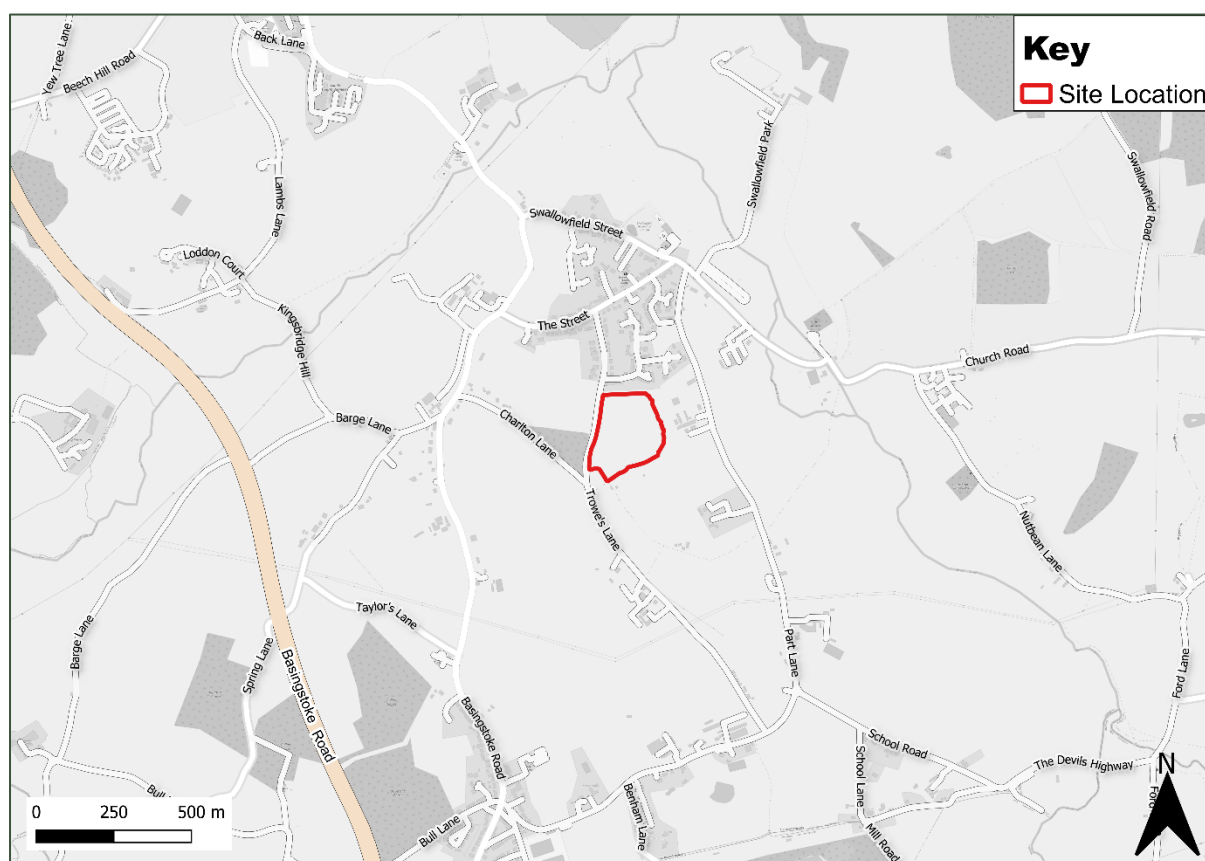 Key
Site Location
Yew Tree Lane
Beech Hill Road
Back Lane
Lambs Lane
Loddon Court
Kingsbridge Hill
Swallowfield Street
Swallowfield Park
Swallowfield Road
The Street
Church Road
Barge Lane
Charlton Lane
Trowe's Lane
Nutbean Lane
Taylor's Lane
Barge Lane
Spring Lane
Basingstoke Road
Basingstoke Road
Part Lane
Ford Lane
School Road
School Lane
The Devils Highway
Mill Road
Benham Lane
Bull Lane
Bull
Ford
N
0 250 500 m